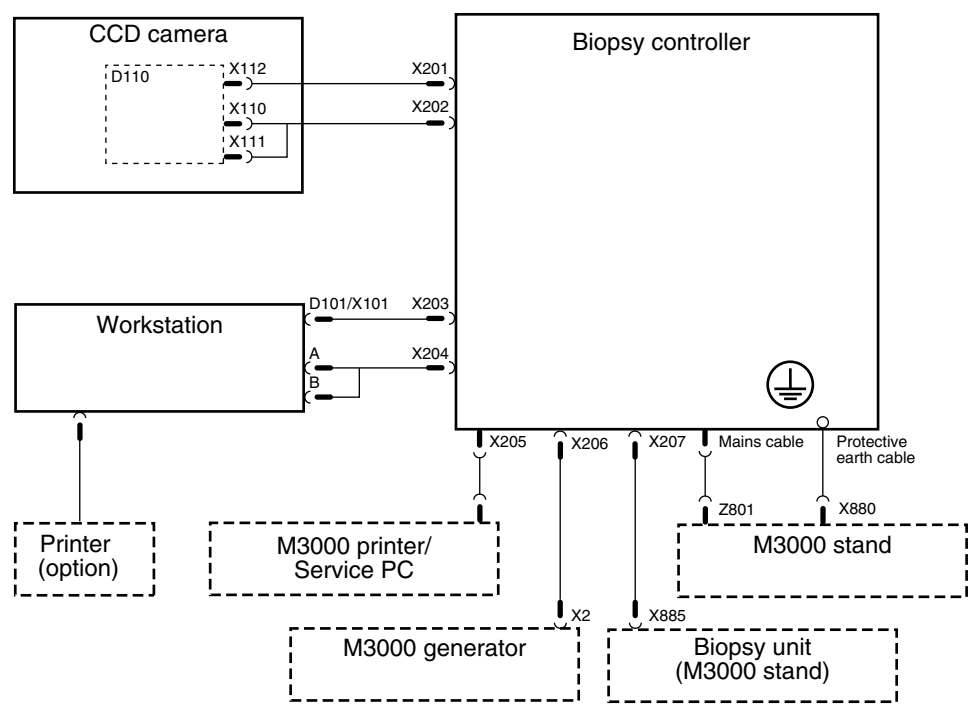 CCD camera
Biopsy controller
D110
X112
X201
X110
X202
X111
D101/X101
X203
Workstation
A
X204
B
X205
X206
X207
Mains cable
Protective
earth cable
Z801
X880
Printer
(option)
M3000 printer/
Service PC
M3000 stand
X2
X885
M3000 generator
Biopsy unit
(M3000 stand)